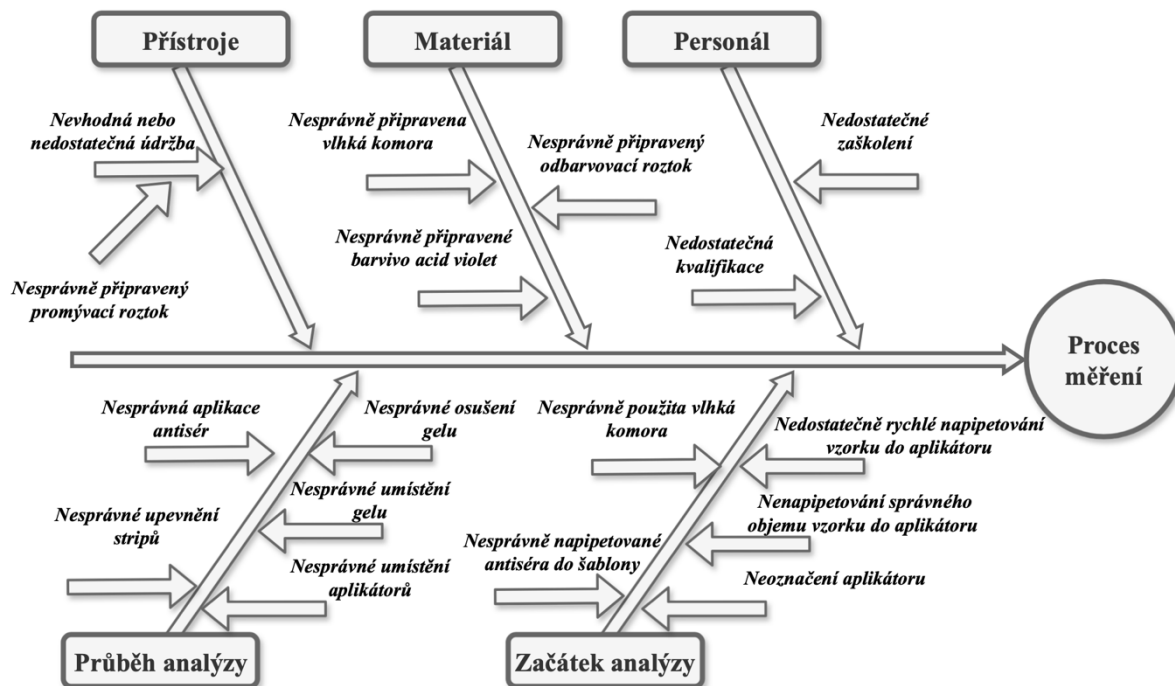 Přístroje
Materiál
Personál
Nevhodná nebo
nedostatečná údržba
Nesprávně připravený
promývací roztok
Nesprávně připravena
vlhká komora
Nesprávně připravený
odbarvovací roztok
Nesprávně připravené
barvivo acid violet
Nedostatečné
zaškolení
Nedostatečná
kvalifikace
Proces
měření
Nesprávná aplikace
antisér
Nesprávné osušení
gelu
Nesprávné upevnění
stripů
Nesprávné umístění
gelu
Nesprávné umístění
aplikátorů
Nesprávně použita vlhká
komora
Nedostatečně rychlé napipetování
vzorku do aplikátoru
Nenapipetování správného
objemu vzorku do aplikátoru
Nesprávně napipetované
antiséra do šablony
Neoznačení aplikátoru
Průběh analýzy
Začátek analýzy